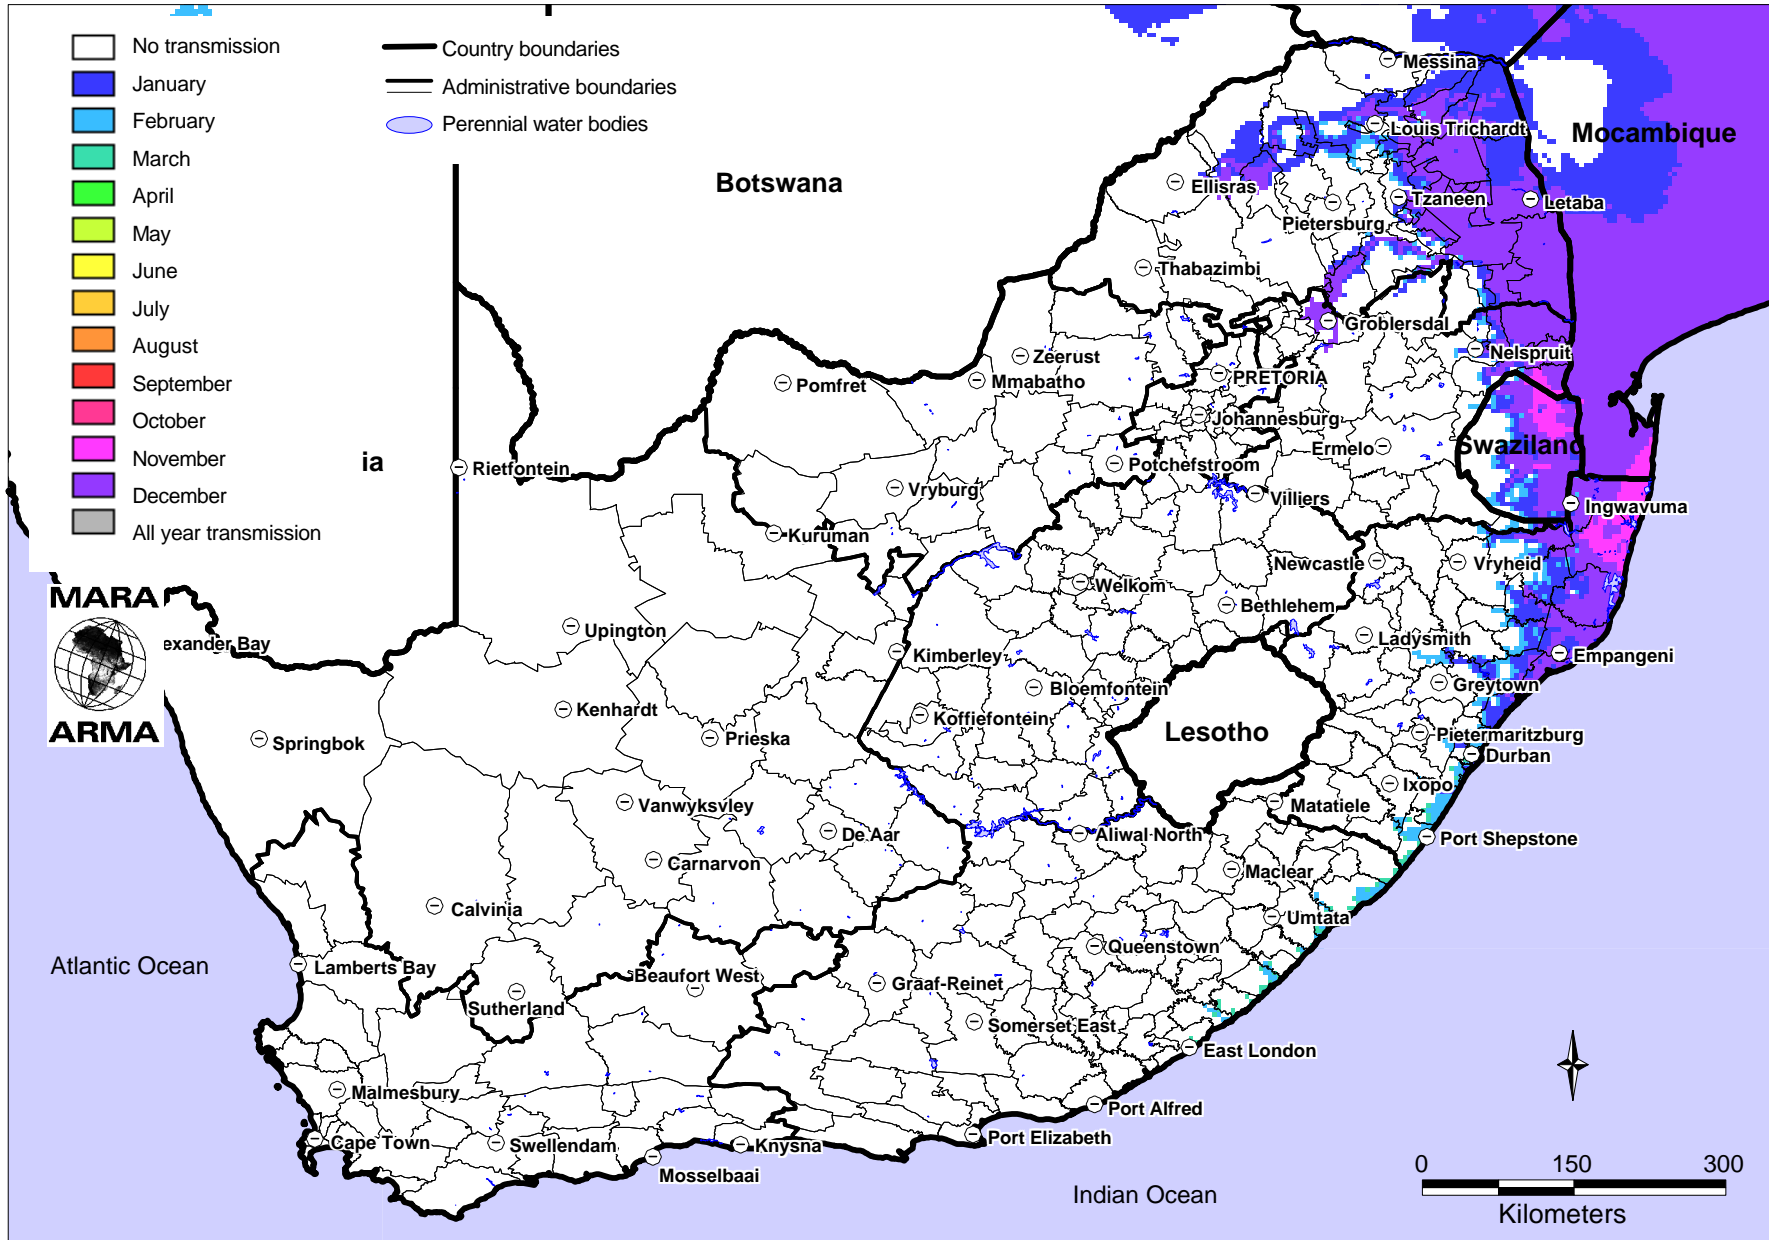 No transmission
January
February
March
April
May
June
July
August
September
October
November
December
All year transmission
Country boundaries
Administrative boundaries
Perennial water bodies
Botswana
Mocambique
ia
Swaziland
Lesotho
Messina
Louis Trichardt
Ellisras
Tzaneen
Letaba
Pietersburg
Thabazimbi
Groblersdal
Zeerust
Nelspruit
Pomfret
Mmabatho
PRETORIA
Johannesburg
Ermelo
Rietfontein
Potchefstroom
Vryburg
Villiers
Ingwavuma
Kuruman
Newcastle
Vryheid
Welkom
Bethlehem
MARA
ARMA
exander Bay
Upington
Ladysmith
Kimberley
Empangeni
Bloemfontein
Greytown
Kenhardt
Koffiefontein
Springbok
Prieska
Pietermaritzburg
Durban
Ixopo
Vanwyksvley
Matatiele
De Aar
Aliwal North
Port Shepstone
Carnarvon
Maclear
Calvinia
Umtata
Queenstown
Atlantic Ocean
Lamberts Bay
Beaufort West
Graaf-Reinet
Sutherland
Somerset East
East London
Malmesbury
Port Alfred
Cape Town
Swellendam
Knysna
Port Elizabeth
Mosselbaai
Indian Ocean
0 150 300
Kilometers